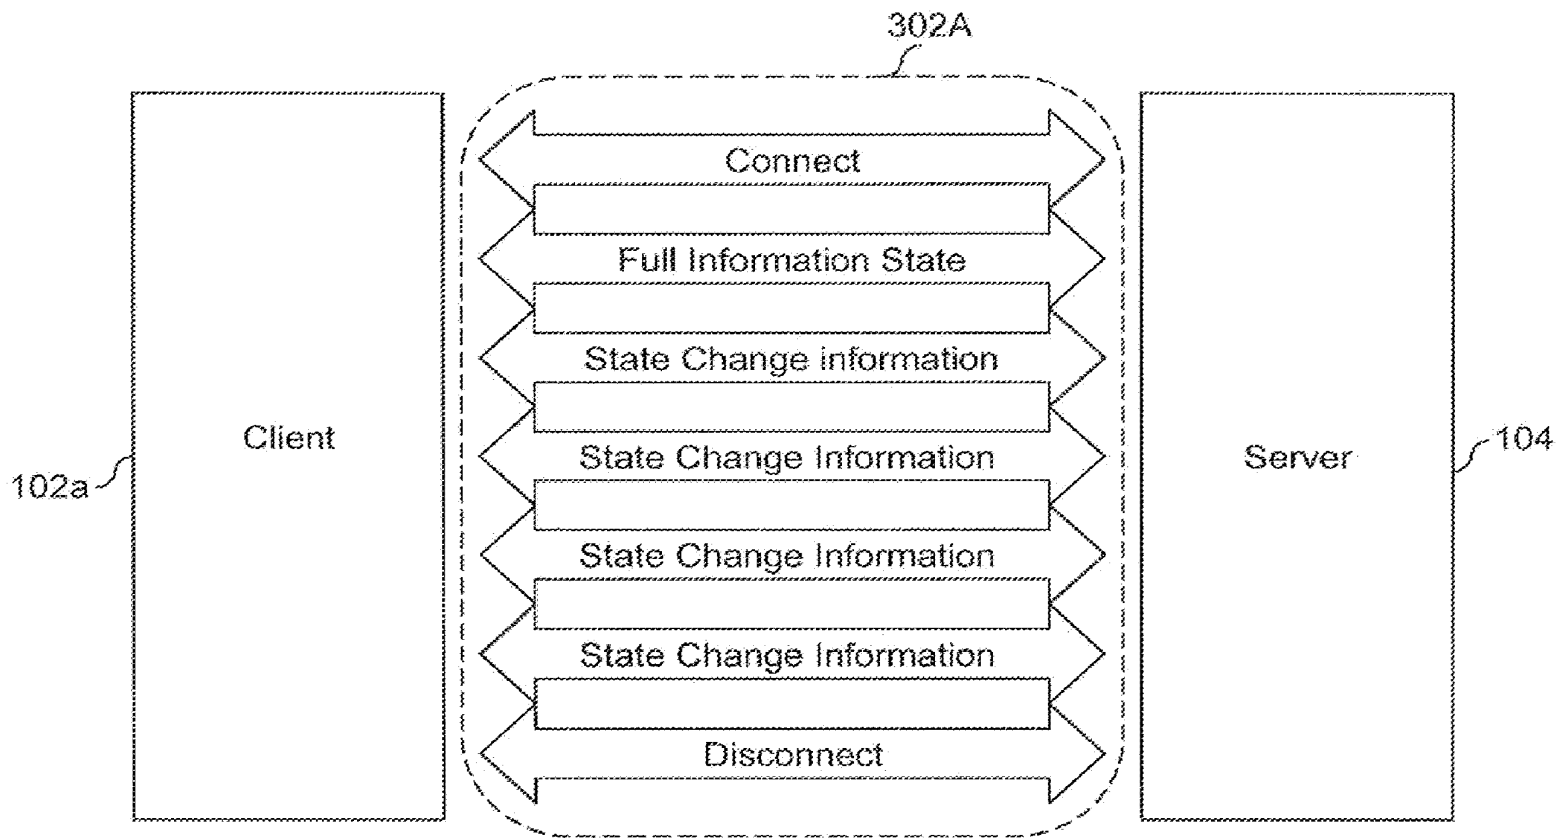 302A
Connect
Full Information State
State Change information
Client
State Change Information
Server
104
102a
State Change Information
State Change Information
Disconnect